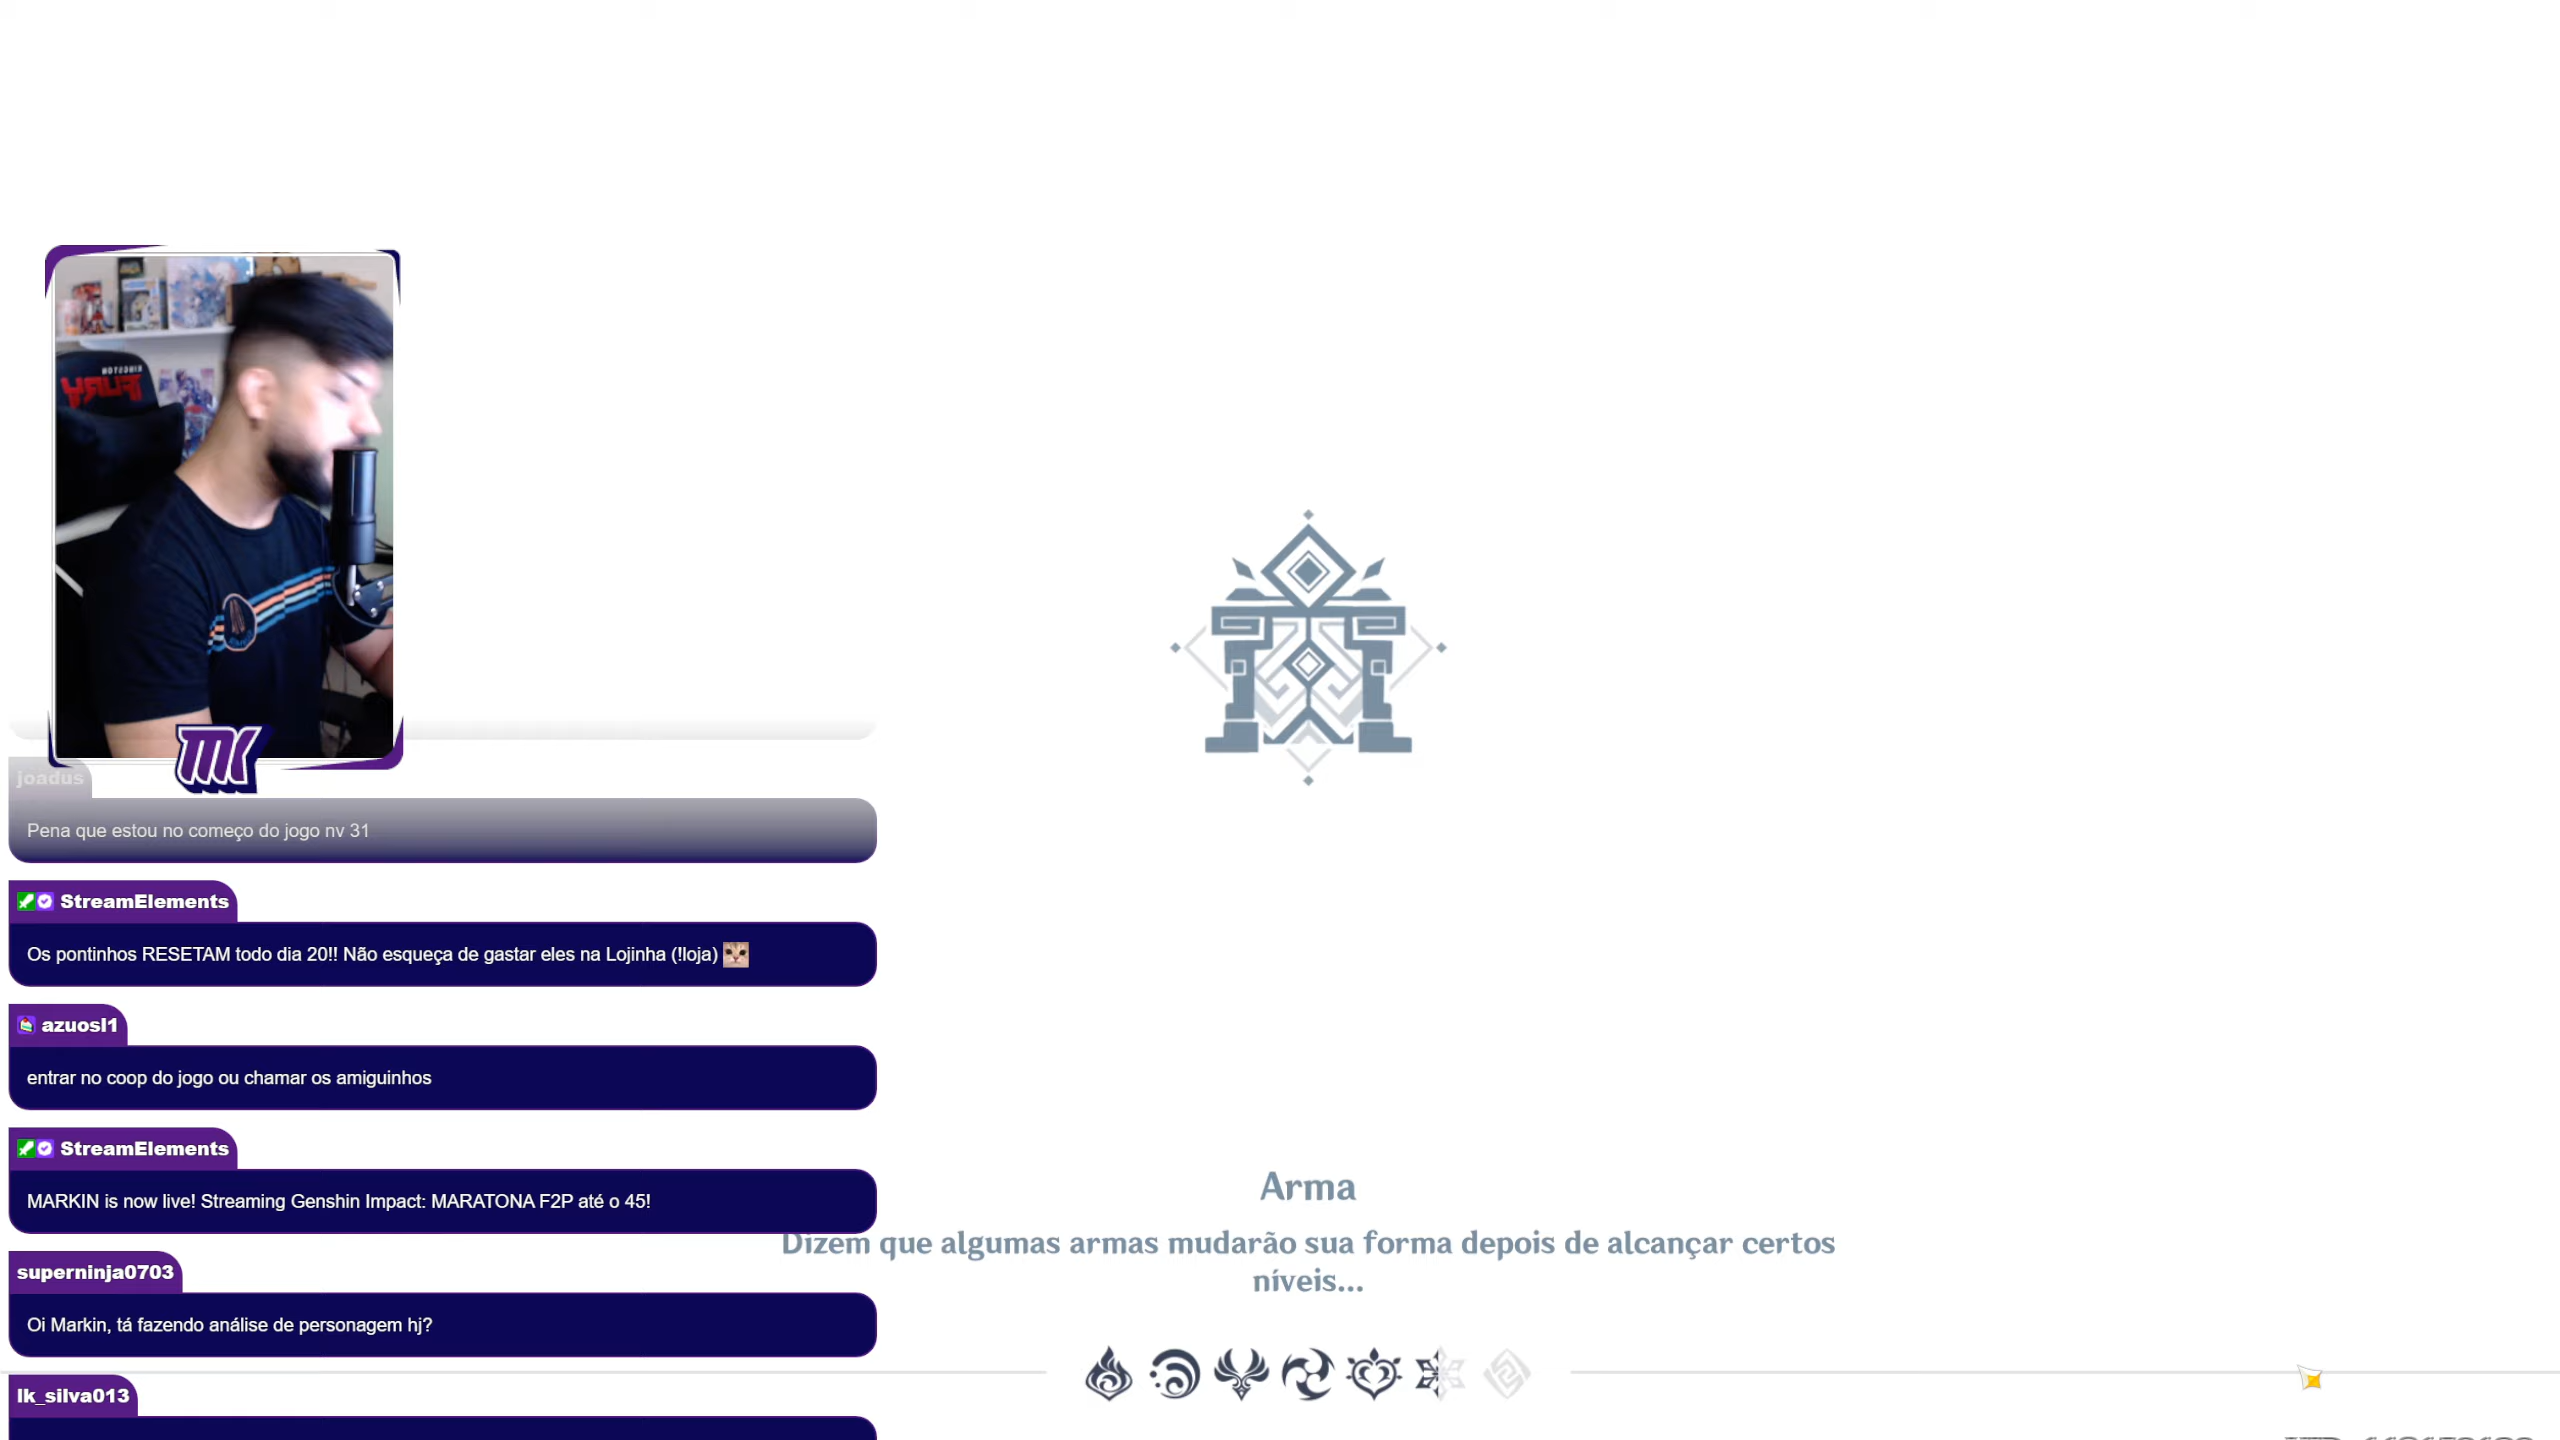 KINGSTON
FURY
MK
joadus
Pena que estou no começo do jogo nv 31
StreamElements
Os pontinhos RESETAM todo dia 20!! Não esqueça de gastar eles na Lojinha (!loja)
azuosl1
entrar no coop do jogo ou chamar os amiguinhos
StreamElements
MARKIN is now live! Streaming Genshin Impact: MARATONA F2P até o 45!
superninja0703
Oi Markin, tá fazendo análise de personagem hj?
lk_silva013
Arma
Dizem que algumas armas mudarão sua forma depois de alcançar certos
níveis...